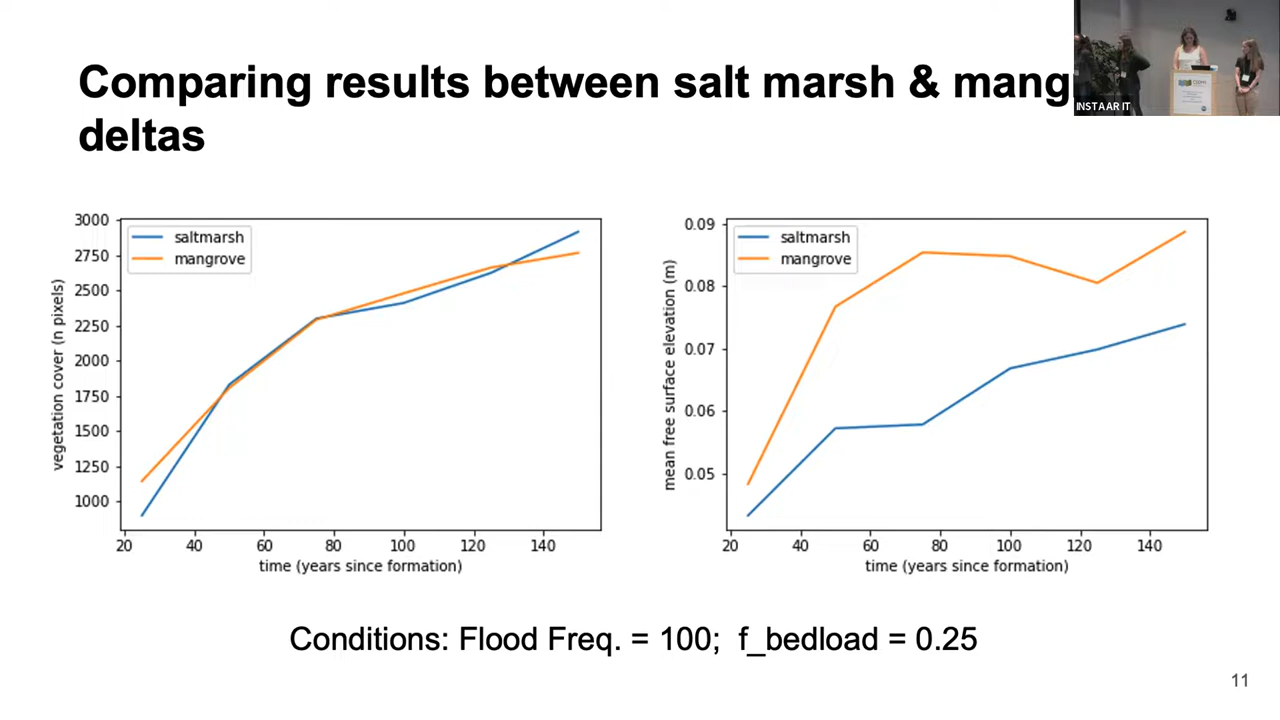 Comparing results between salt marsh & mang
deltas
INSTAAR IT
3000
2750
2500
2250
2000
1750
1500
1250
1000
vegetation cover (n pixels)
saltmarsh
mangrove
20 40 60 80 100 120 140
time (years since formation)
0.09
0.08
0.07
0.06
0.05
mean free surface elevation (m)
saltmarsh
mangrove
20 40 60 80 100 120 140
time (years since formation)
Conditions: Flood Freq. = 100; f_bedload = 0.25
11